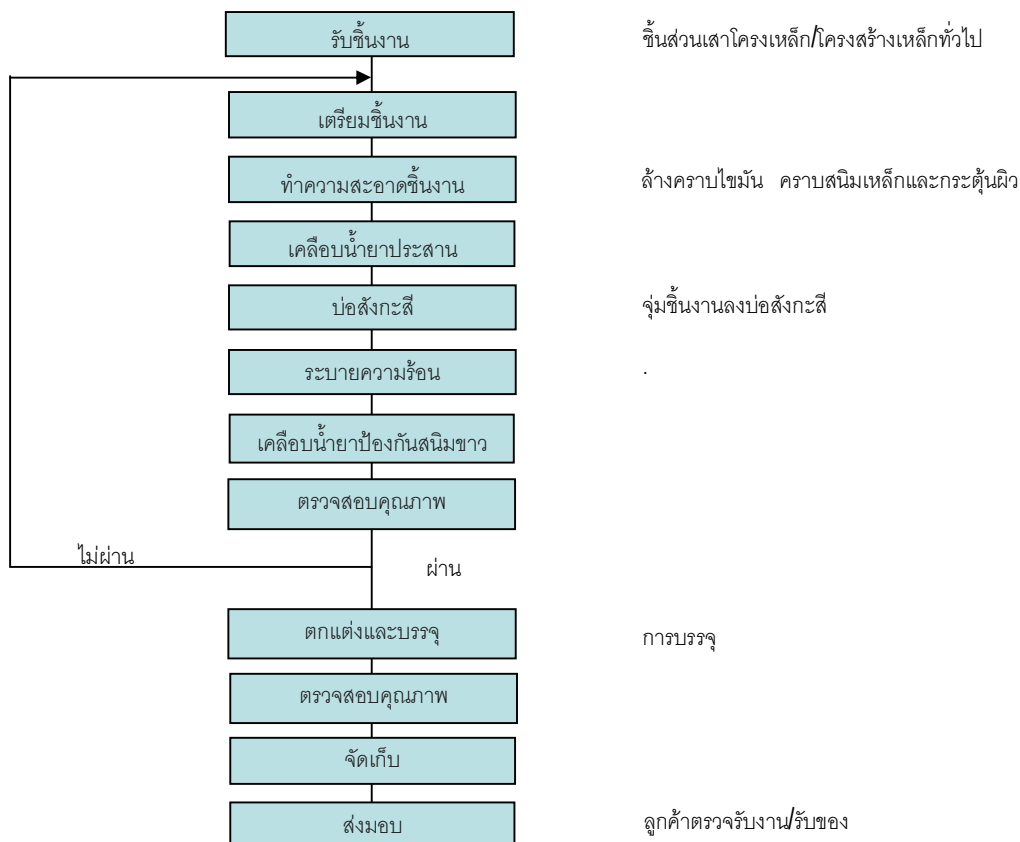 รับชิ้นงาน ชิ้นส่วนเสาโครงเหล็ก/โครงสร้างเหล็กทั่วไป
เตรียมชิ้นงาน
ทำความสะอาดชิ้นงาน ล้างคราบไขมัน คราบสนิมเหล็กและกระตุ้นผิว
เคลือบน้ำยาประสาน
บ่อสังกะสี จุ่มชิ้นงานลงบ่อสังกะสี
ระบายความร้อน .
เคลือบน้ำยาป้องกันสนิมขาว
ตรวจสอบคุณภาพ
ไม่ผ่าน ผ่าน
ตกแต่งและบรรจุ การบรรจุ
ตรวจสอบคุณภาพ
จัดเก็บ
ส่งมอบ ลูกค้าตรวจรับงาน/รับของ